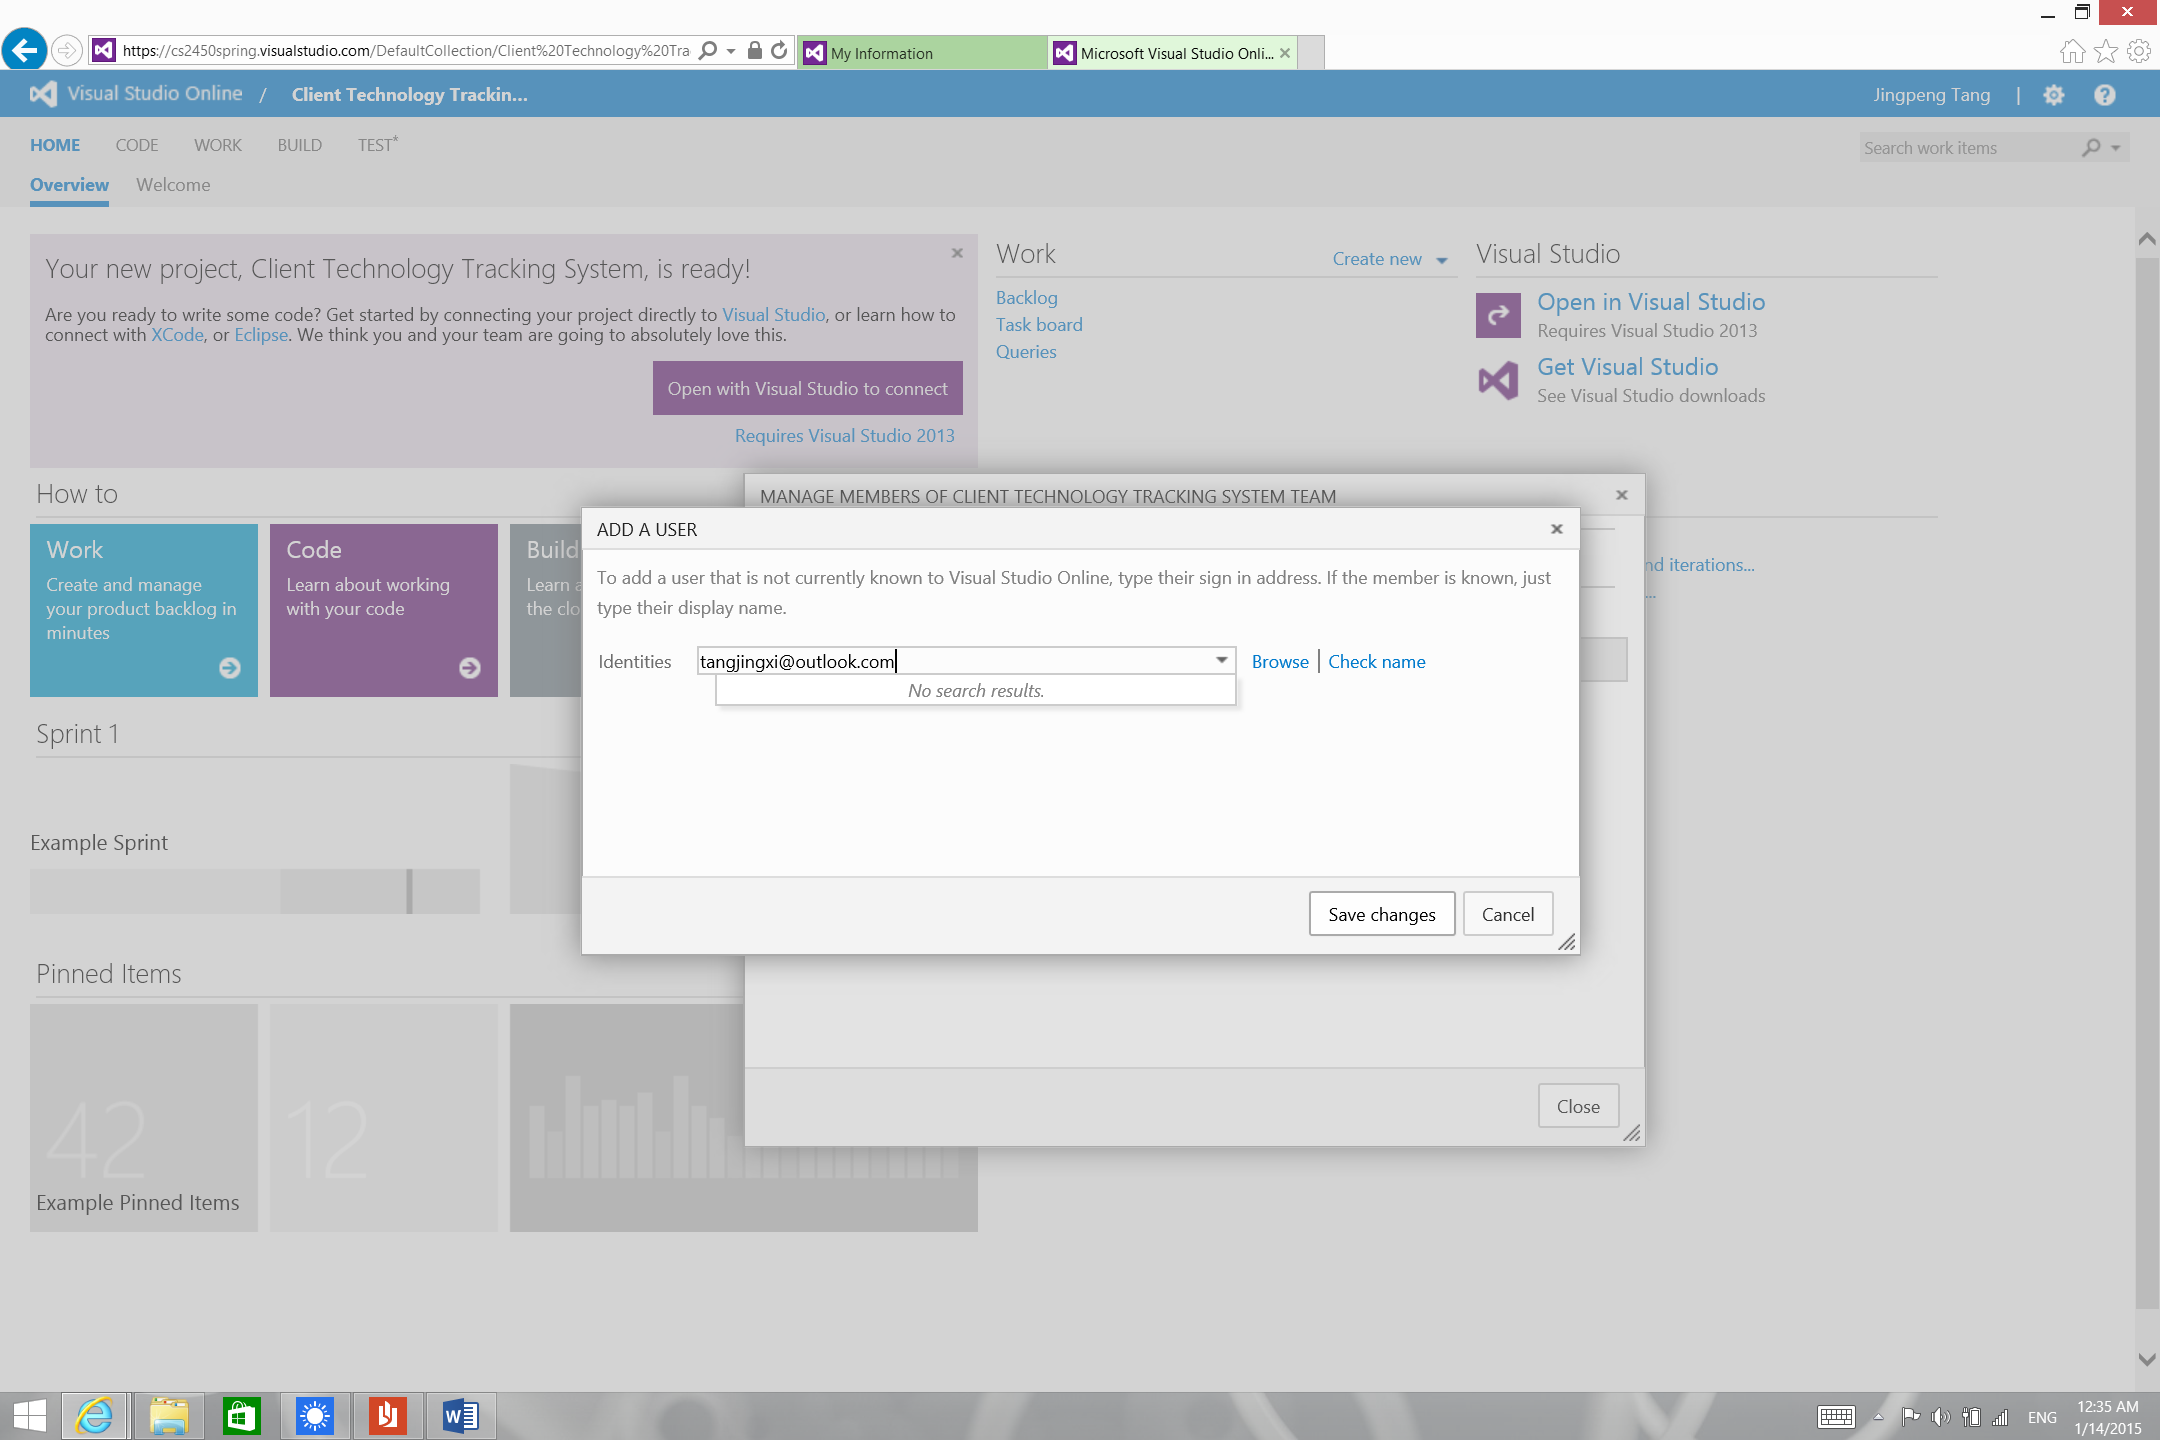 https://cs2450spring.visualstudio.com/DefaultCollection/Client%20Technology%20Tra
My Information
Microsoft Visual Studio Onli...
Visual Studio Online / Client Technology Trackin...
Jingpeng Tang |
HOME CODE WORK BUILD TEST*
Search work items
Overview Welcome
Your new project, Client Technology Tracking System, is ready!
Are you ready to write some code? Get started by connecting your project directly to Visual Studio, or learn how to
connect with XCode, or Eclipse. We think you and your team are going to absolutely love this.
Open with Visual Studio to connect
Requires Visual Studio 2013
Work
Create new
Backlog
Task board
Queries
Visual Studio
Open in Visual Studio
Requires Visual Studio 2013
Get Visual Studio
See Visual Studio downloads
How to
Work
Create and manage
your product backlog in
minutes
Code
Learn about working
with your code
Build
Learn a
the clo
MANAGE MEMBERS OF CLIENT TECHNOLOGY TRACKING SYSTEM TEAM
ADD A USER
To add a user that is not currently known to Visual Studio Online, type their sign in address. If the member is known, just
type their display name.
Identities
tangjingxi@outlook.com
Browse | Check name
No search results.
Save changes
Cancel
nd iterations...
...
Close
Sprint 1
Example Sprint
Pinned Items
42
12
Example Pinned Items
ENG
12:35 AM
1/14/2015